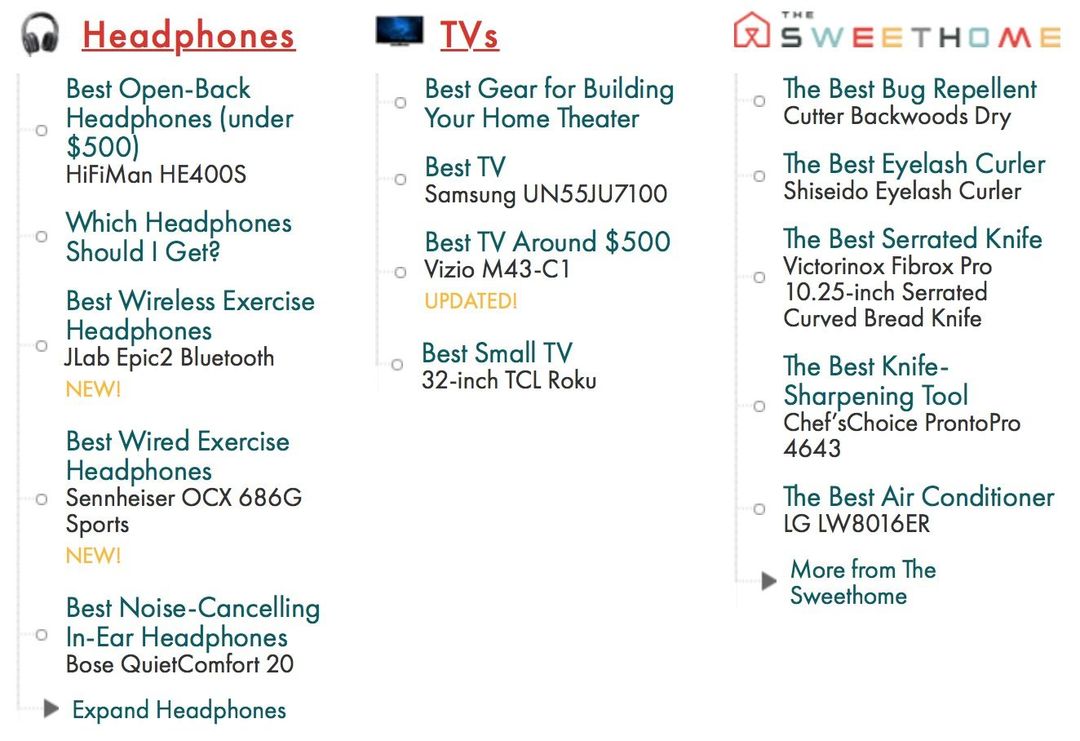 Headphones
Best Open-Back
Headphones (under
$500)
HiFiMan HE400S
Which Headphones
Should I Get?
Best Wireless Exercise
Headphones
JLab Epic2 Bluetooth
NEW!
Best Wired Exercise
Headphones
Sennheiser OCX 686G
Sports
NEW!
Best Noise-Cancelling
In-Ear Headphones
Bose QuietComfort 20
Expand Headphones
TVs
Best Gear for Building
Your Home Theater
Best TV
Samsung UN55JU7100
Best TV Around $500
Vizio M43-C1
UPDATED!
Best Small TV
32-inch TCL Roku
THE
SWEETHOME
The Best Bug Repellent
Cutter Backwoods Dry
The Best Eyelash Curler
Shiseido Eyelash Curler
The Best Serrated Knife
Victorinox Fibrox Pro
10.25-inch Serrated
Curved Bread Knife
The Best Knife-
Sharpening Tool
Chef'sChoice ProntoPro
4643
The Best Air Conditioner
LG LW8016ER
More from The
Sweethome